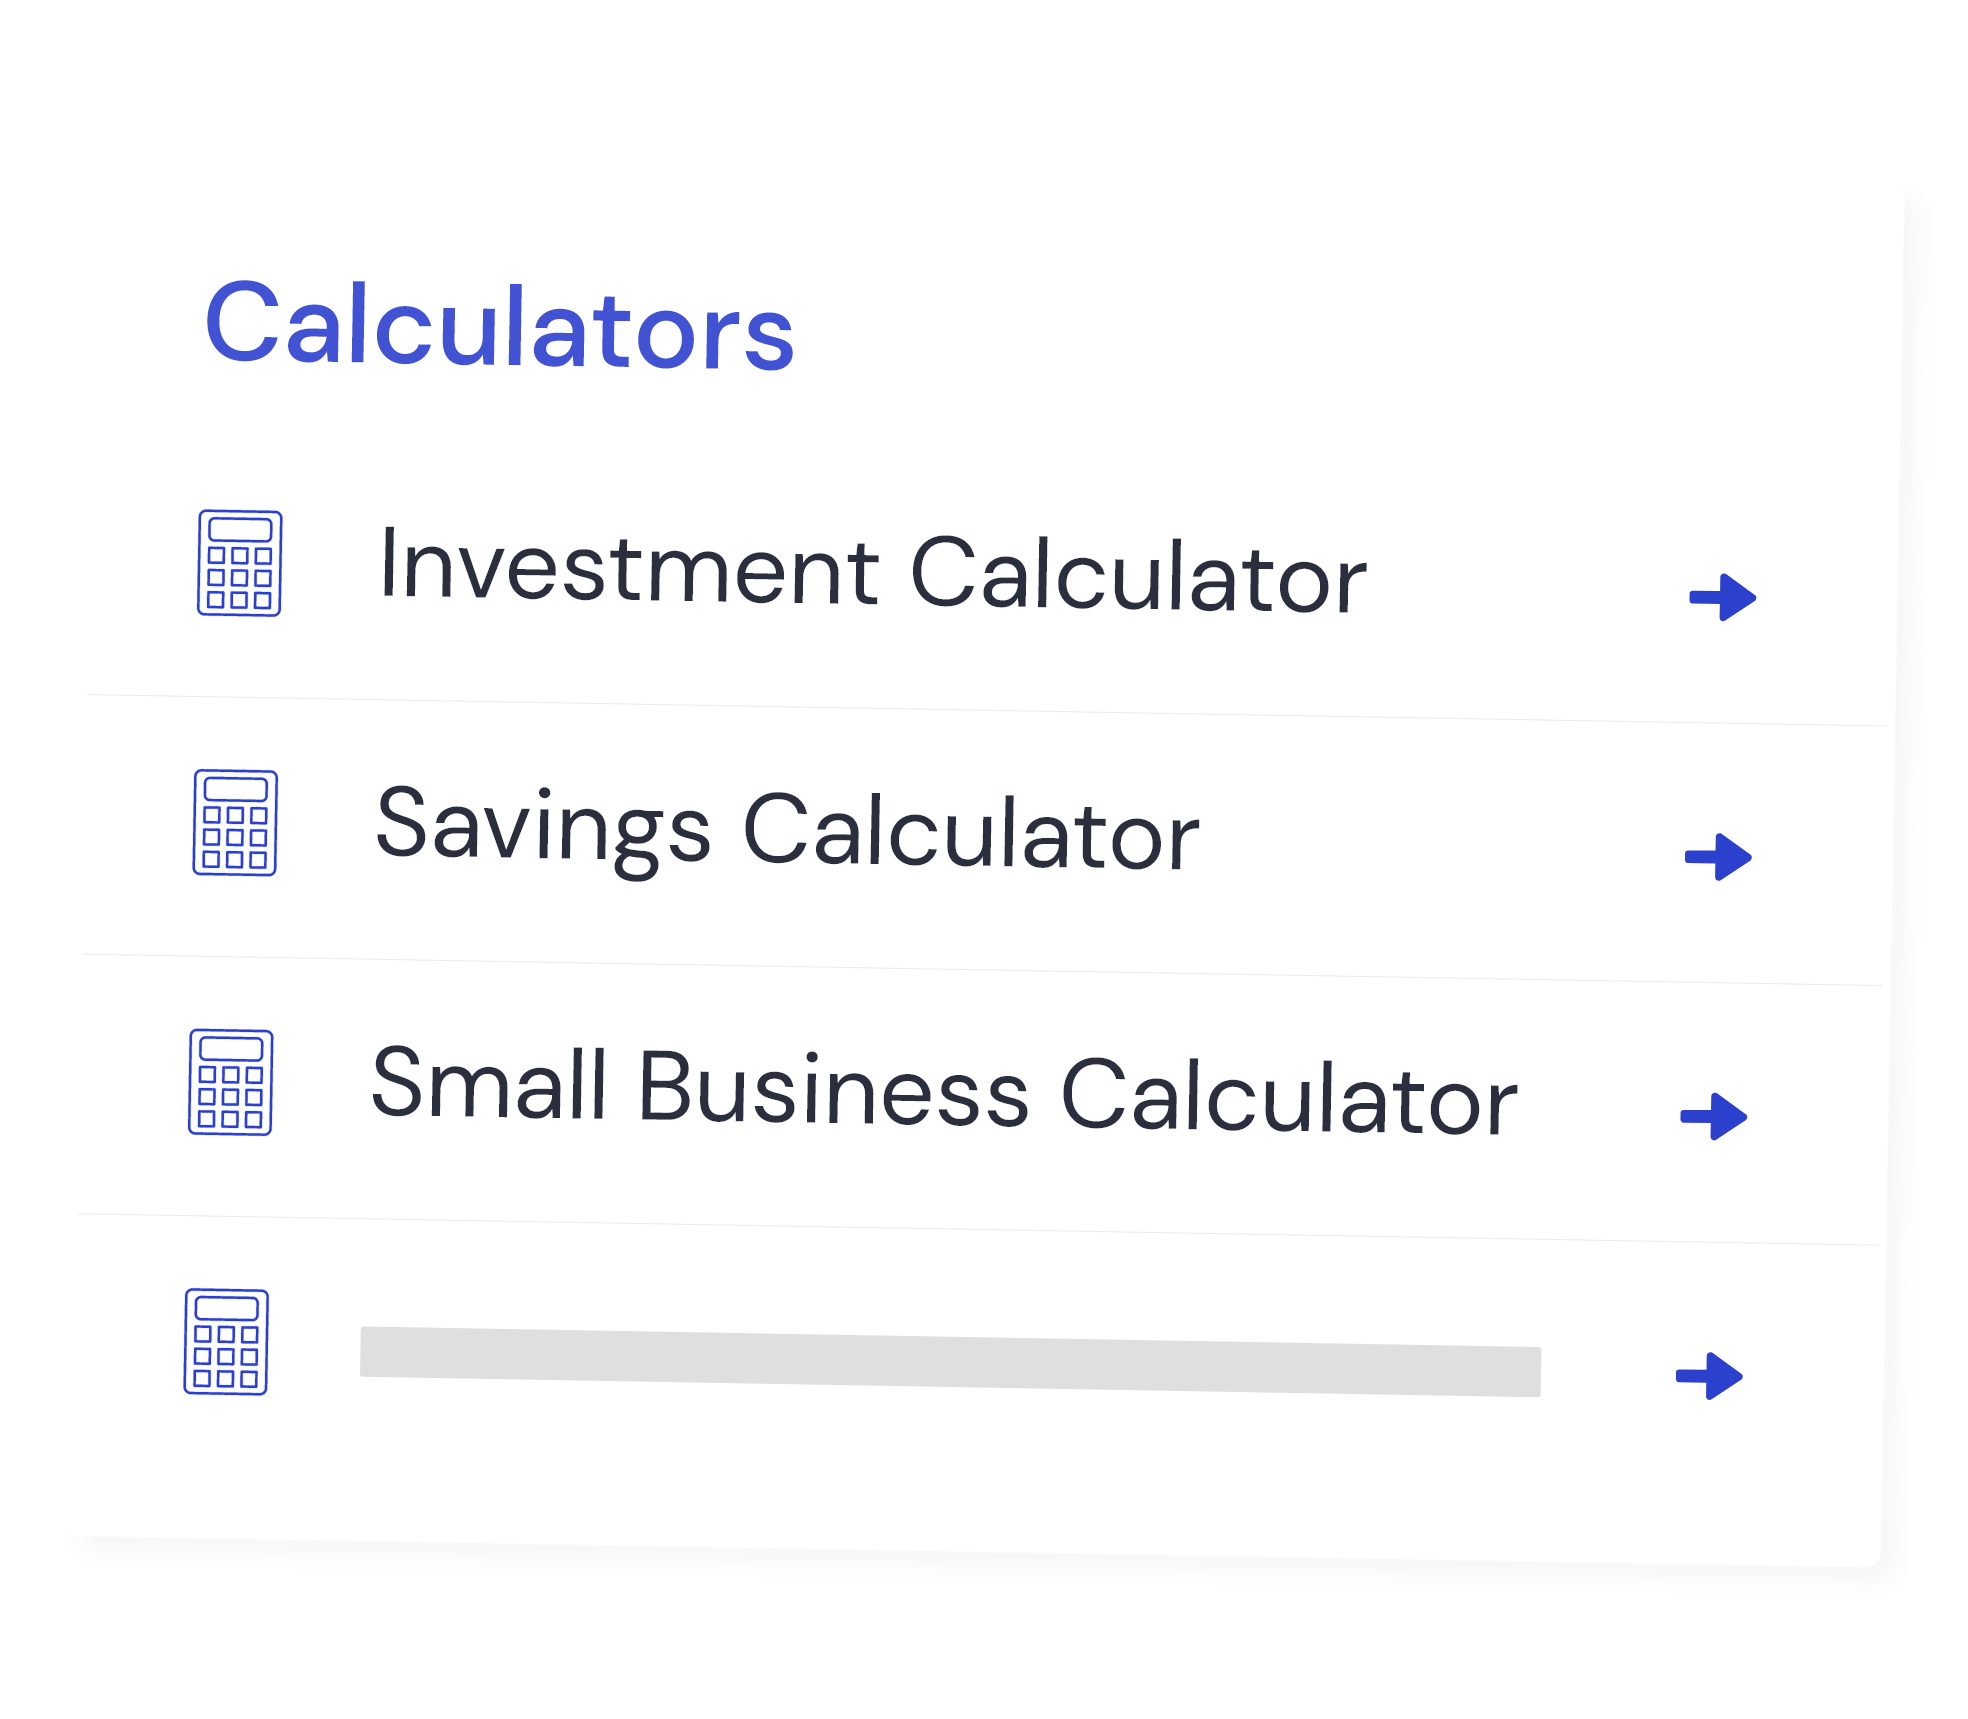 Calculators
Investment Calculator
Savings Calculator
Small Business Calculator